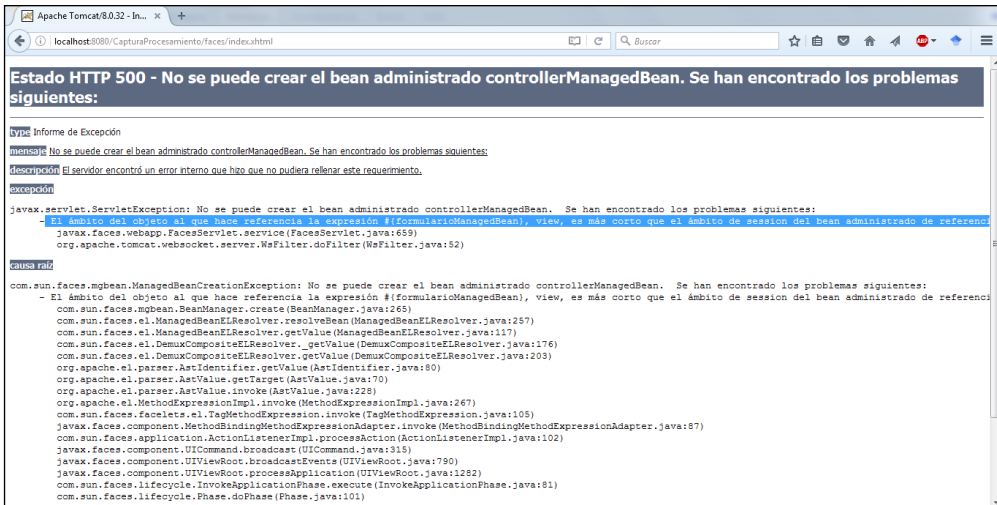 Apache Tomcat/8.0.32 - In...
localhost:8080/CapturaProcesamiento/faces/index.xhtml
Buscar
ABP
Estado HTTP 500 - No se puede crear el bean administrado controllerManagedBean. Se han encontrado los problemas
siguientes:
type Informe de Excepción
mensaje No se puede crear el bean administrado controllerManagedBean. Se han encontrado los problemas siguientes:
descripción El servidor encontró un error interno que hizo que no pudiera rellenar este requerimiento.
excepción
javax.servlet.ServletException: No se puede crear el bean administrado controllerManagedBean.  Se han encontrado los problemas siguientes:
- El ámbito del objeto al que hace referencia la expresión #{formularioManagedBean}, view, es más corto que el ámbito de session del bean administrado de referenci
javax.faces.webapp.FacesServlet.service(FacesServlet.java:659)
org.apache.tomcat.websocket.server.WsFilter.doFilter(WsFilter.java:52)
causa raíz
com.sun.faces.mgbean.ManagedBeanCreationException: No se puede crear el bean administrado controllerManagedBean.  Se han encontrado los problemas siguientes:
- El ámbito del objeto al que hace referencia la expresión #{formularioManagedBean}, view, es más corto que el ámbito de session del bean administrado de referenci
com.sun.faces.mgbean.BeanManager.create(BeanManager.java:265)
com.sun.faces.el.ManagedBeanELResolver.resolveBean(ManagedBeanELResolver.java:257)
com.sun.faces.el.ManagedBeanELResolver.getValue(ManagedBeanELResolver.java:117)
com.sun.faces.el.DemuxCompositeELResolver._getValue(DemuxCompositeELResolver.java:176)
com.sun.faces.el.DemuxCompositeELResolver.getValue(DemuxCompositeELResolver.java:203)
org.apache.el.parser.AstIdentifier.getValue(AstIdentifier.java:80)
org.apache.el.parser.AstValue.getTarget(AstValue.java:70)
org.apache.el.parser.AstValue.invoke(AstValue.java:228)
org.apache.el.MethodExpressionImpl.invoke(MethodExpressionImpl.java:267)
com.sun.faces.facelets.el.TagMethodExpression.invoke(TagMethodExpression.java:105)
javax.faces.component.MethodBindingMethodExpressionAdapter.invoke(MethodBindingMethodExpressionAdapter.java:87)
com.sun.faces.application.ActionListenerImpl.processAction(ActionListenerImpl.java:102)
javax.faces.component.UICommand.broadcast(UICommand.java:315)
javax.faces.component.UIViewRoot.broadcastEvents(UIViewRoot.java:790)
javax.faces.component.UIViewRoot.processApplication(UIViewRoot.java:1282)
com.sun.faces.lifecycle.InvokeApplicationPhase.execute(InvokeApplicationPhase.java:81)
com.sun.faces.lifecycle.Phase.doPhase(Phase.java:101)